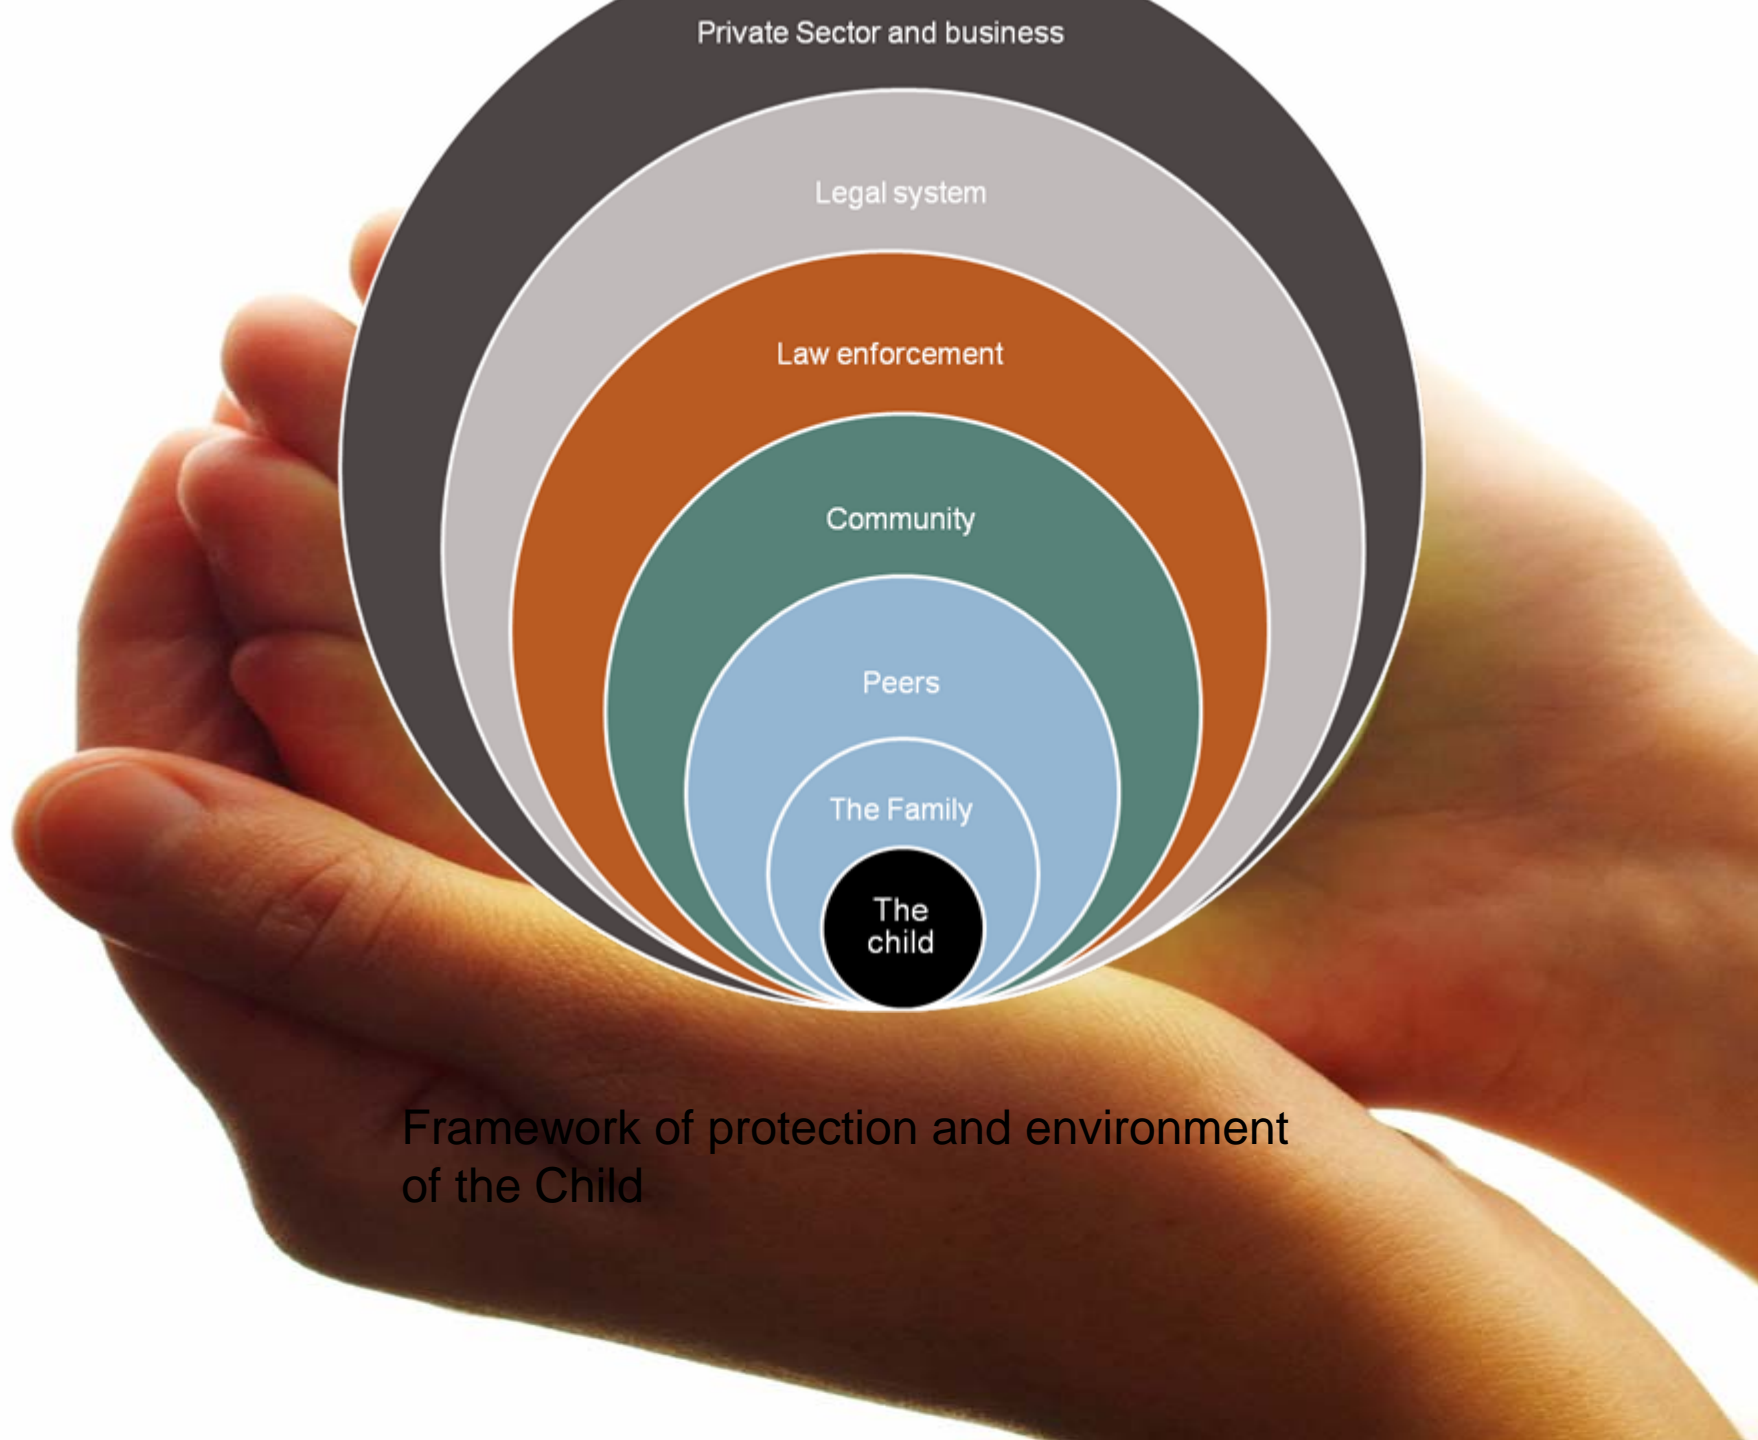 Private Sector and business
Legal system
Law enforcement
Community
Peers
The Family
The
child
Framework of protection and environment
of the Child